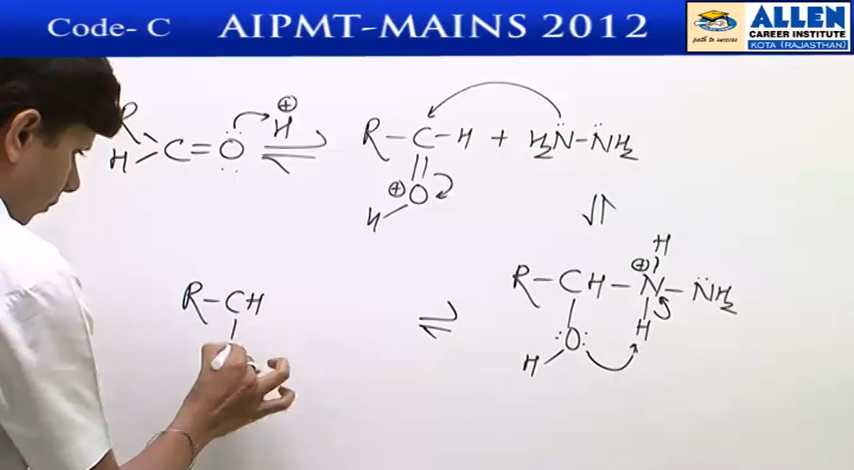 Code- C
AIPMT-MAINS 2012
ALLEN
CAREER INSTITUTE
KOTA (RAJASTHAN)
path to success
R
H C=O ⇌ H ⊕
R-C-H + H2N-NH2
⊕ O
H
⇌
H
R-CH-N-NH2 ⊕
:O: H
H
⇌
R-CH